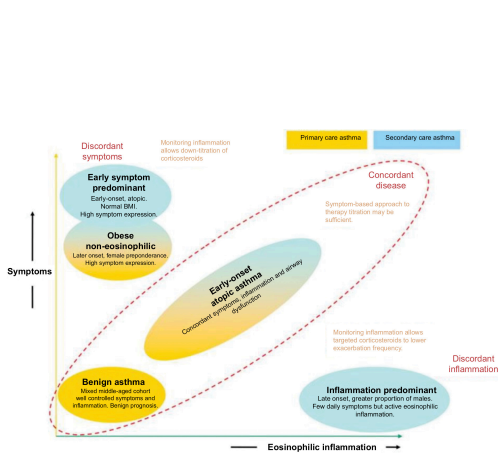 Primary care asthma
Secondary care asthma
Discordant
symptoms
Monitoring inflammation
allows down-titration of
corticosteroids
Concordant
disease
Early symptom
predominant
Early-onset, atopic.
Normal BMI.
High symptom expression.
Symptom-based approach to
therapy titration may be
sufficient
Obese
non-eosinophilic
Later onset, female preponderance.
High symptom expression.
Symptoms
Early-onset
atopic asthma
Concordant symptoms, inflammation and airway
dysfunction
Monitoring inflammation allows
targeted corticosteroids to lower
exacerbation frequency
Discordant
inflammation
Benign asthma
Mixed middle-aged cohort
well controlled symptoms and
inflammation. Benign prognosis.
Inflammation predominant
Late onset, greater proportion of males.
Few daily symptoms but active eosinophilic
inflammation.
Eosinophilic inflammation